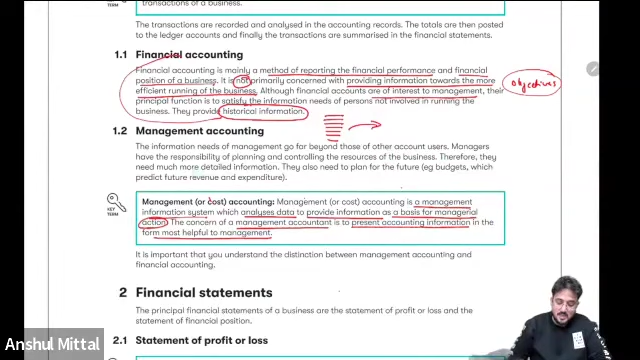 TERM
transactions of a business.
The transactions are recorded and analysed in the accounting records. The totals are then posted
to the ledger accounts and finally the transactions are summarised in the financial statements.
1.1 Financial accounting
Financial accounting is mainly a method of reporting the financial performance and financial
position of a business. It is not primarily concerned with providing information towards the more
efficient running of the business. Although financial accounts are of interest to management, their
principal function is to satisfy the information needs of persons not involved in running the
business. They provide historical information.
objectives
1.2 Management accounting
The information needs of management go far beyond those of other account users. Managers
have the responsibility of planning and controlling the resources of the business. Therefore, they
need much more detailed information. They also need to plan for the future (eg budgets, which
predict future revenue and expenditure).
KEY
TERM
Management (or cost) accounting: Management (or cost) accounting is a management
information system which analyses data to provide information as a basis for managerial
action. The concern of a management accountant is to present accounting information in the
form most helpful to management.
It is important that you understand the distinction between management accounting and
financial accounting.
2 Financial statements
The principal financial statements of a business are the statement of profit or loss and
the statement of financial position.
2.1 Statement of profit or loss
Anshul Mittal